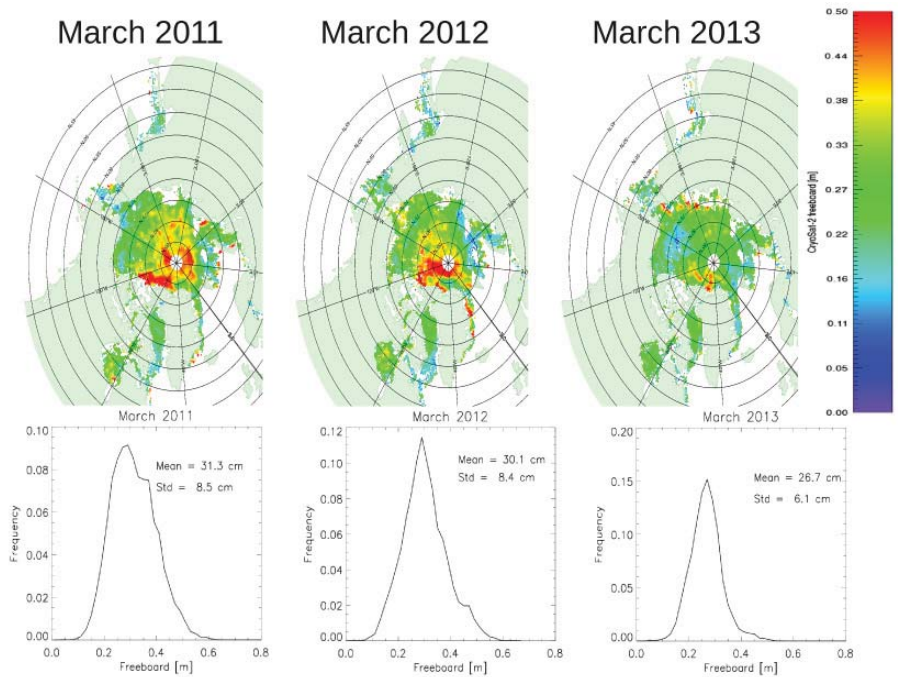 March 2011
March 2012
March 2013
0.50
0.44
0.38
0.33
0.27
0.22
0.16
0.11
0.05
0.00
CryoSat-2 freeboard [m]
March 2011
0.10
0.08
0.06
0.04
0.02
0.00
Frequency
Mean = 31.3 cm
Std = 8.5 cm
0.0 0.2 0.4 0.6 0.8
Freeboard [m]
March 2012
0.12
0.10
0.08
0.06
0.04
0.02
0.00
Frequency
Mean = 30.1 cm
Std = 8.4 cm
0.0 0.2 0.4 0.6 0.8
Freeboard [m]
March 2013
0.20
0.15
0.10
0.05
0.00
Frequency
Mean = 26.7 cm
Std = 6.1 cm
0.0 0.2 0.4 0.6 0.8
Freeboard [m]